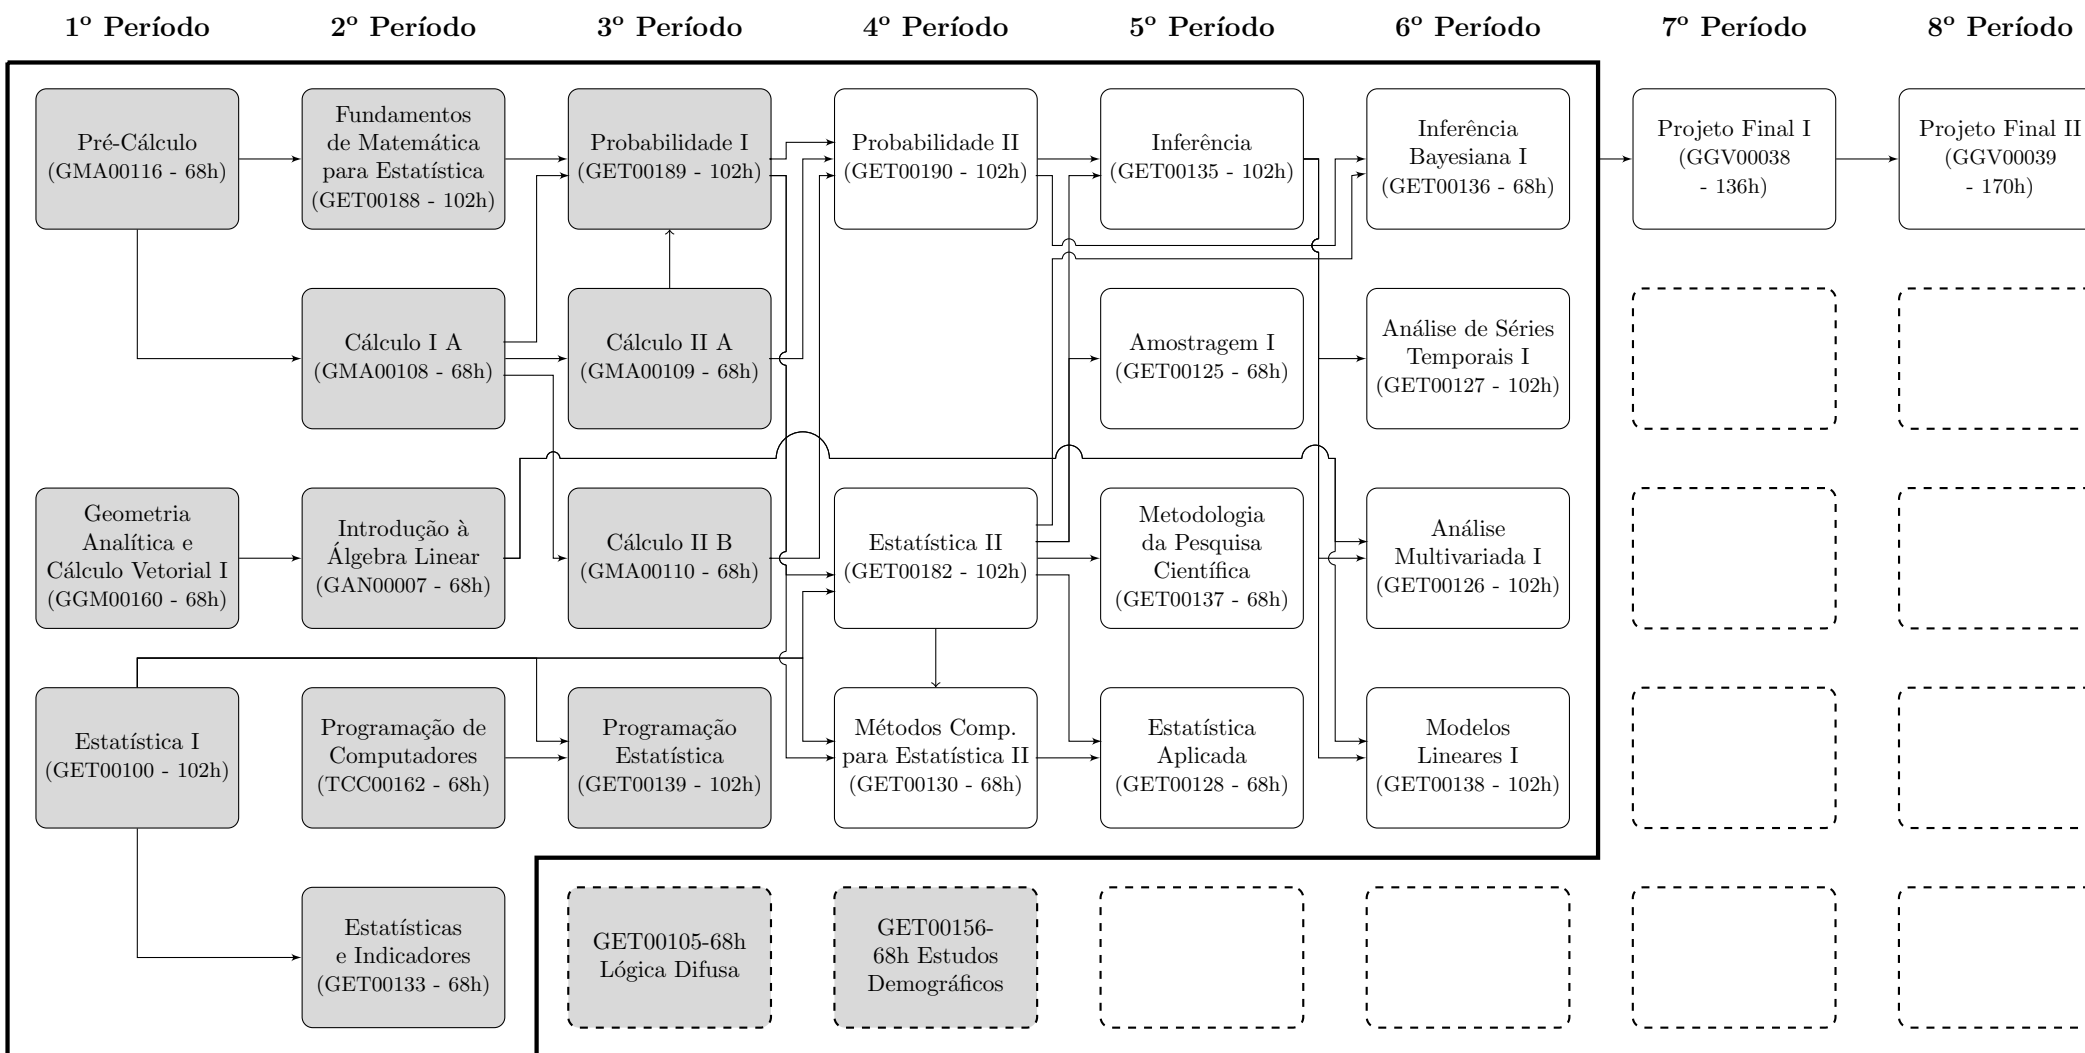 1º Período
2º Período
3º Período
4º Período
5º Período
6º Período
7º Período
8º Período
Pré-Cálculo
(GMA00116 - 68h)
Fundamentos
de Matemática
para Estatística
(GET00188 - 102h)
Probabilidade I
(GET00189 - 102h)
Probabilidade II
(GET00190 - 102h)
Inferência
(GET00135 - 102h)
Inferência
Bayesiana I
(GET00136 - 68h)
Projeto Final I
(GGV00038
- 136h)
Projeto Final II
(GGV00039
- 170h)
Cálculo I A
(GMA00108 - 68h)
Cálculo II A
(GMA00109 - 68h)
Amostragem I
(GET00125 - 68h)
Análise de Séries
Temporais I
(GET00127 - 102h)
Geometria
Analítica e
Cálculo Vetorial I
(GGM00160 - 68h)
Introdução à
Álgebra Linear
(GAN00007 - 68h)
Cálculo II B
(GMA00110 - 68h)
Estatística II
(GET00182 - 102h)
Metodologia
da Pesquisa
Científica
(GET00137 - 68h)
Análise
Multivariada I
(GET00126 - 102h)
Estatística I
(GET00100 - 102h)
Programação de
Computadores
(TCC00162 - 68h)
Programação
Estatística
(GET00139 - 102h)
Métodos Comp.
para Estatística II
(GET00130 - 68h)
Estatística
Aplicada
(GET00128 - 68h)
Modelos
Lineares I
(GET00138 - 102h)
Estatísticas
e Indicadores
(GET00133 - 68h)
GET00105-68h
Lógica Difusa
GET00156-
68h Estudos
Demográficos